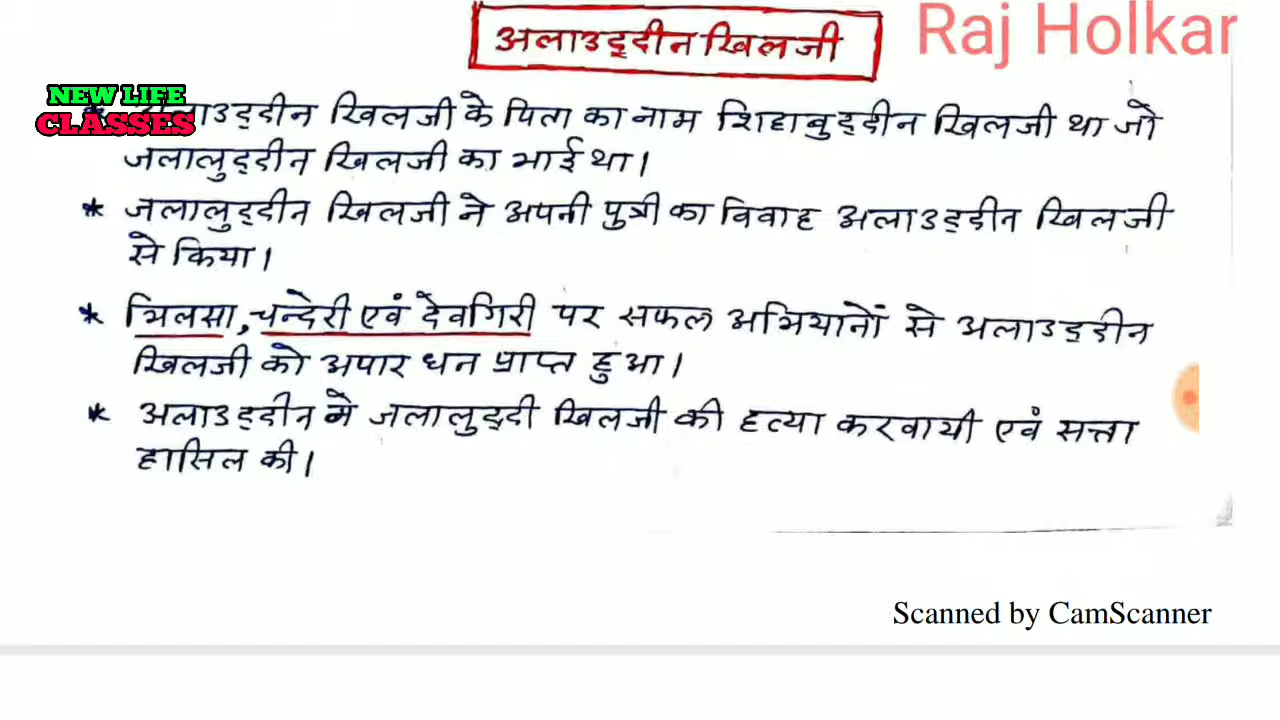 अलाउद्दीन खिलजी
Raj Holkar
NEW LIFE
CLASSES
खिलजी के पिता का नाम शिहाबुद्दीन खिलजी था जो
जलालुद्दीन खिलजी का भाई था।
* जलालुद्दीन खिलजी ने अपनी पुत्री का विवाह अलाउद्दीन खिलजी
से किया।
* भिलसा, चन्देरी एवं देवगिरी पर सफल अभियानों से अलाउद्दीन
खिलजी को अपार धन प्राप्त हुआ।
* अलाउद्दीन ने जलालुद्दी खिलजी की हत्या करवायी एवं सत्ता
हासिल की।
Scanned by CamScanner